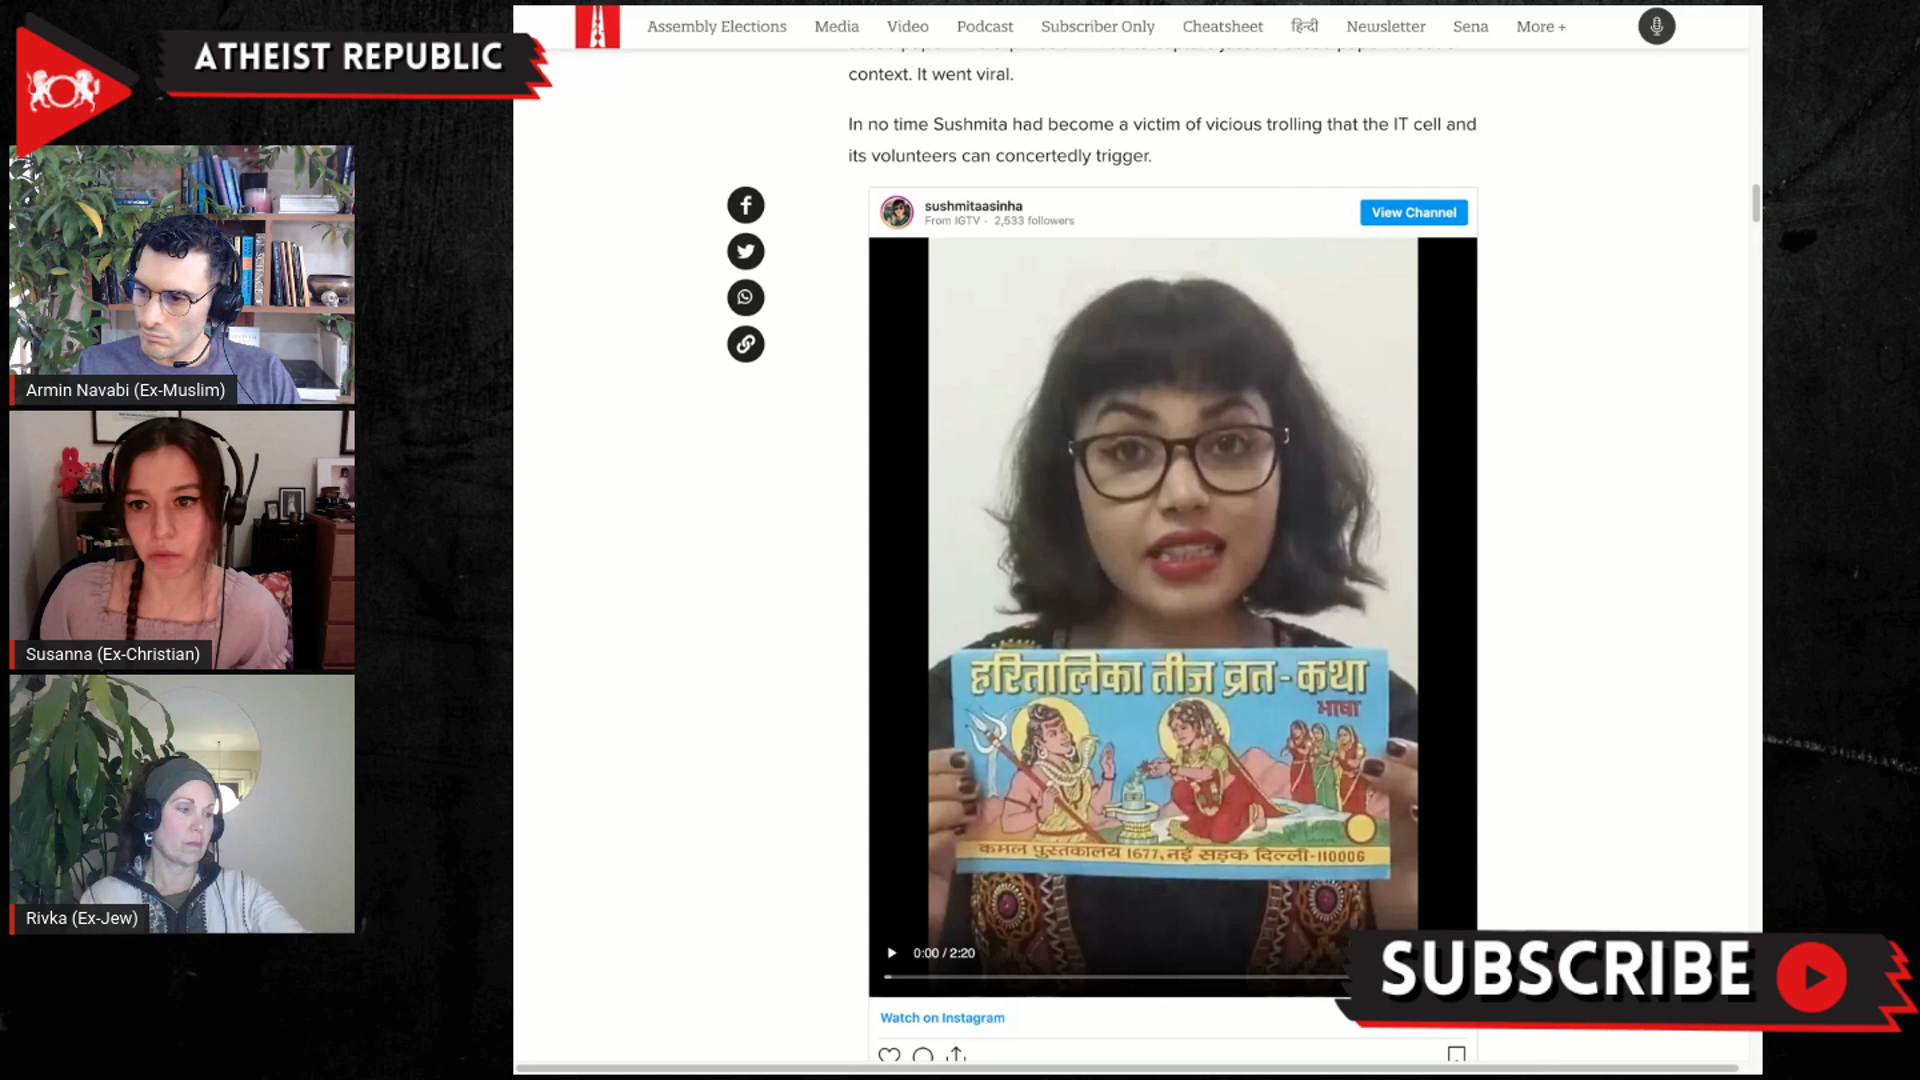 ATHEIST REPUBLIC
Assembly Elections Media Video Podcast Subscriber Only Cheatsheet हिन्दी Newsletter Sena More +
context. It went viral.
In no time Sushmita had become a victim of vicious trolling that the IT cell and
its volunteers can concertedly trigger.
sushmitaasinha
From IGTV · 2,533 followers
View Channel
हरितालिका तीज व्रत-कथा
भाषा
कमल पुस्तकालय 1677, नई सड़क दिल्ली-110006
0:00 / 2:20
Watch on Instagram
Armin Navabi (Ex-Muslim)
Susanna (Ex-Christian)
Rivka (Ex-Jew)
SUBSCRIBE